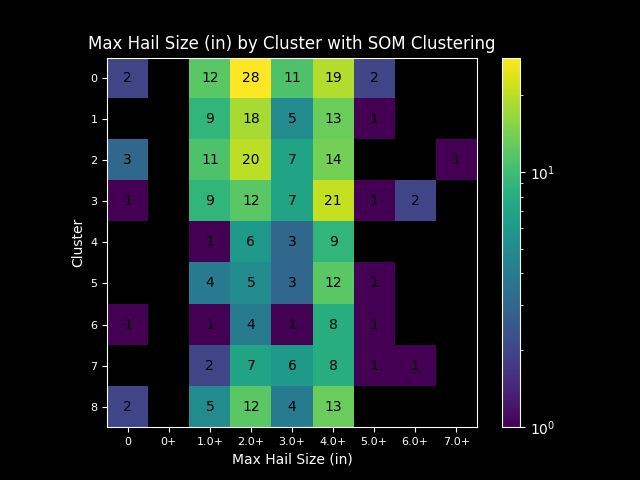 Max Hail Size (in) by Cluster with SOM Clustering
0 2 12 28 11 19 2
1 9 18 5 13 1
2 3 11 20 7 14 1
3 1 9 12 7 21 1 2
4 1 6 3 9
5 4 5 3 12 1
6 1 1 4 1 8 1
7 2 7 6 8 1 1
8 2 5 12 4 13
0 0+ 1.0+ 2.0+ 3.0+ 4.0+ 5.0+ 6.0+ 7.0+
Max Hail Size (in)
Cluster
10¹
10⁰